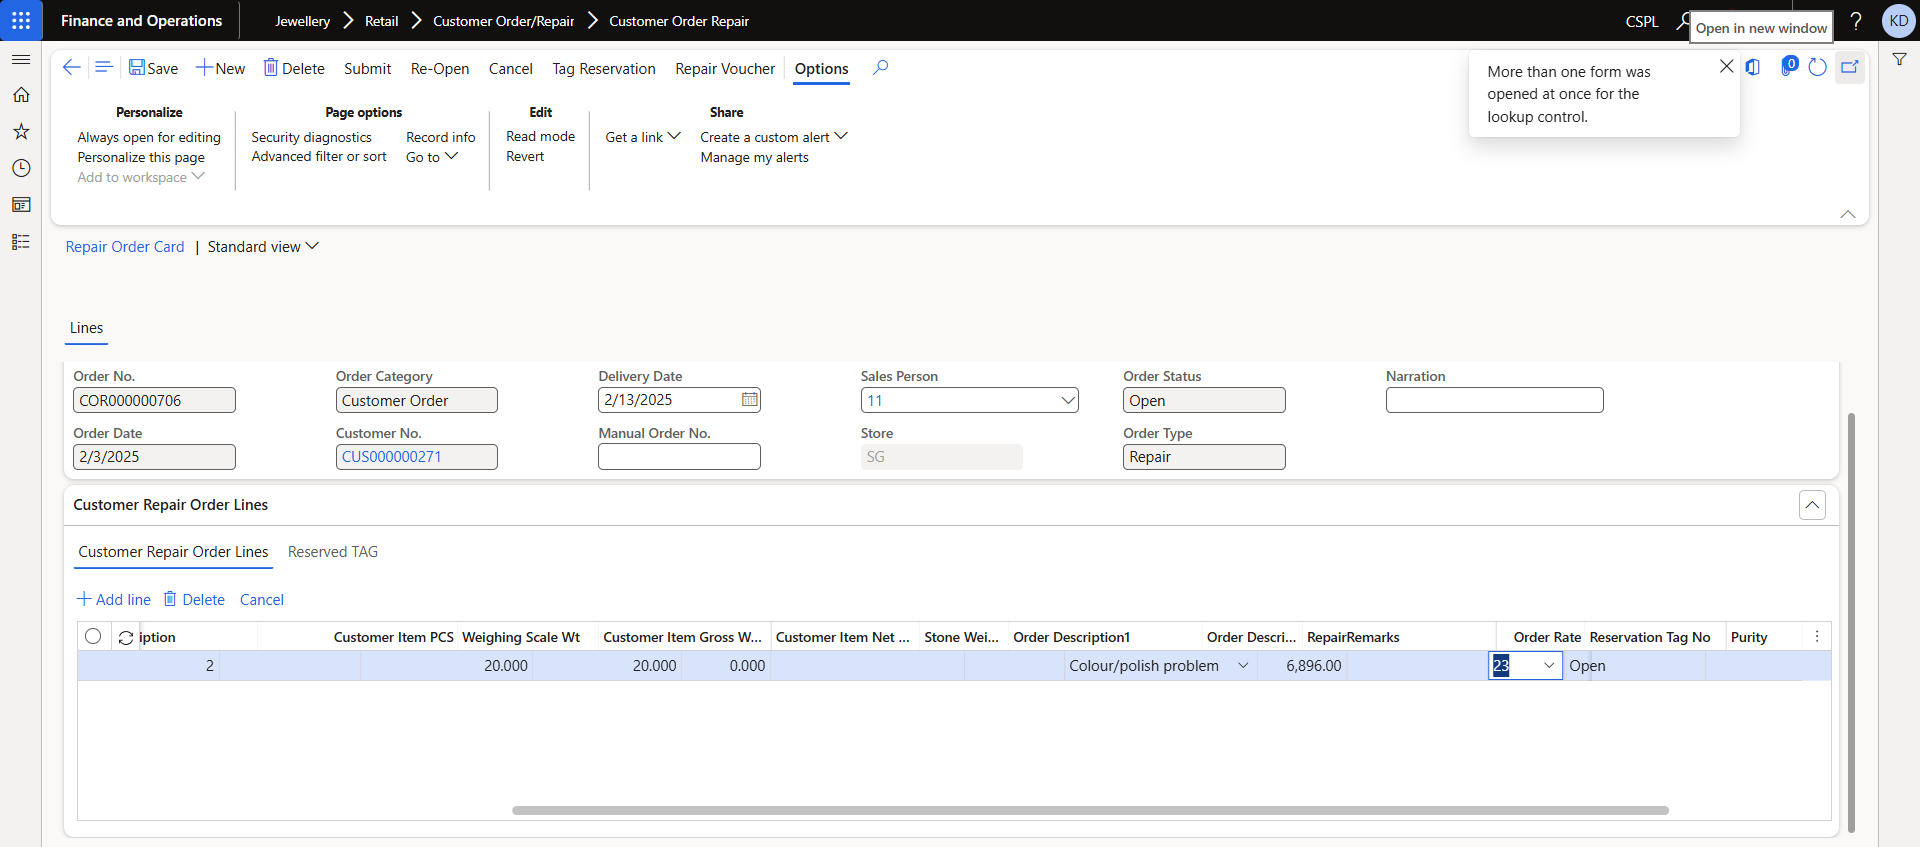 Finance and Operations
Jewellery
Retail
Customer Order/Repair
Customer Order Repair
CSPL
Open in new window
?
KD
Save
New
Delete
Submit
Re-Open
Cancel
Tag Reservation
Repair Voucher
Options
0
More than one form was
opened at once for the
lookup control.
Personalize
Always open for editing
Personalize this page
Add to workspace
Page options
Security diagnostics
Advanced filter or sort
Record info
Go to
Edit
Read mode
Revert
Get a link
Share
Create a custom alert
Manage my alerts
Repair Order Card | Standard view
Lines
Order No. Order Category Delivery Date Sales Person Order Status Narration
COR000000706 Customer Order 2/13/2025 11 Open
Order Date Customer No. Manual Order No. Store Order Type
2/3/2025 CUS000000271 SG Repair
Customer Repair Order Lines
Customer Repair Order Lines Reserved TAG
Add line Delete Cancel
iption Customer Item PCS Weighing Scale Wt Customer Item Gross W... Customer Item Net ... Stone Wei... Order Description1 Order Descri... RepairRemarks Order Rate Reservation Tag No Purity
2 20.000 20.000 0.000 Colour/polish problem 6,896.00 23 Open